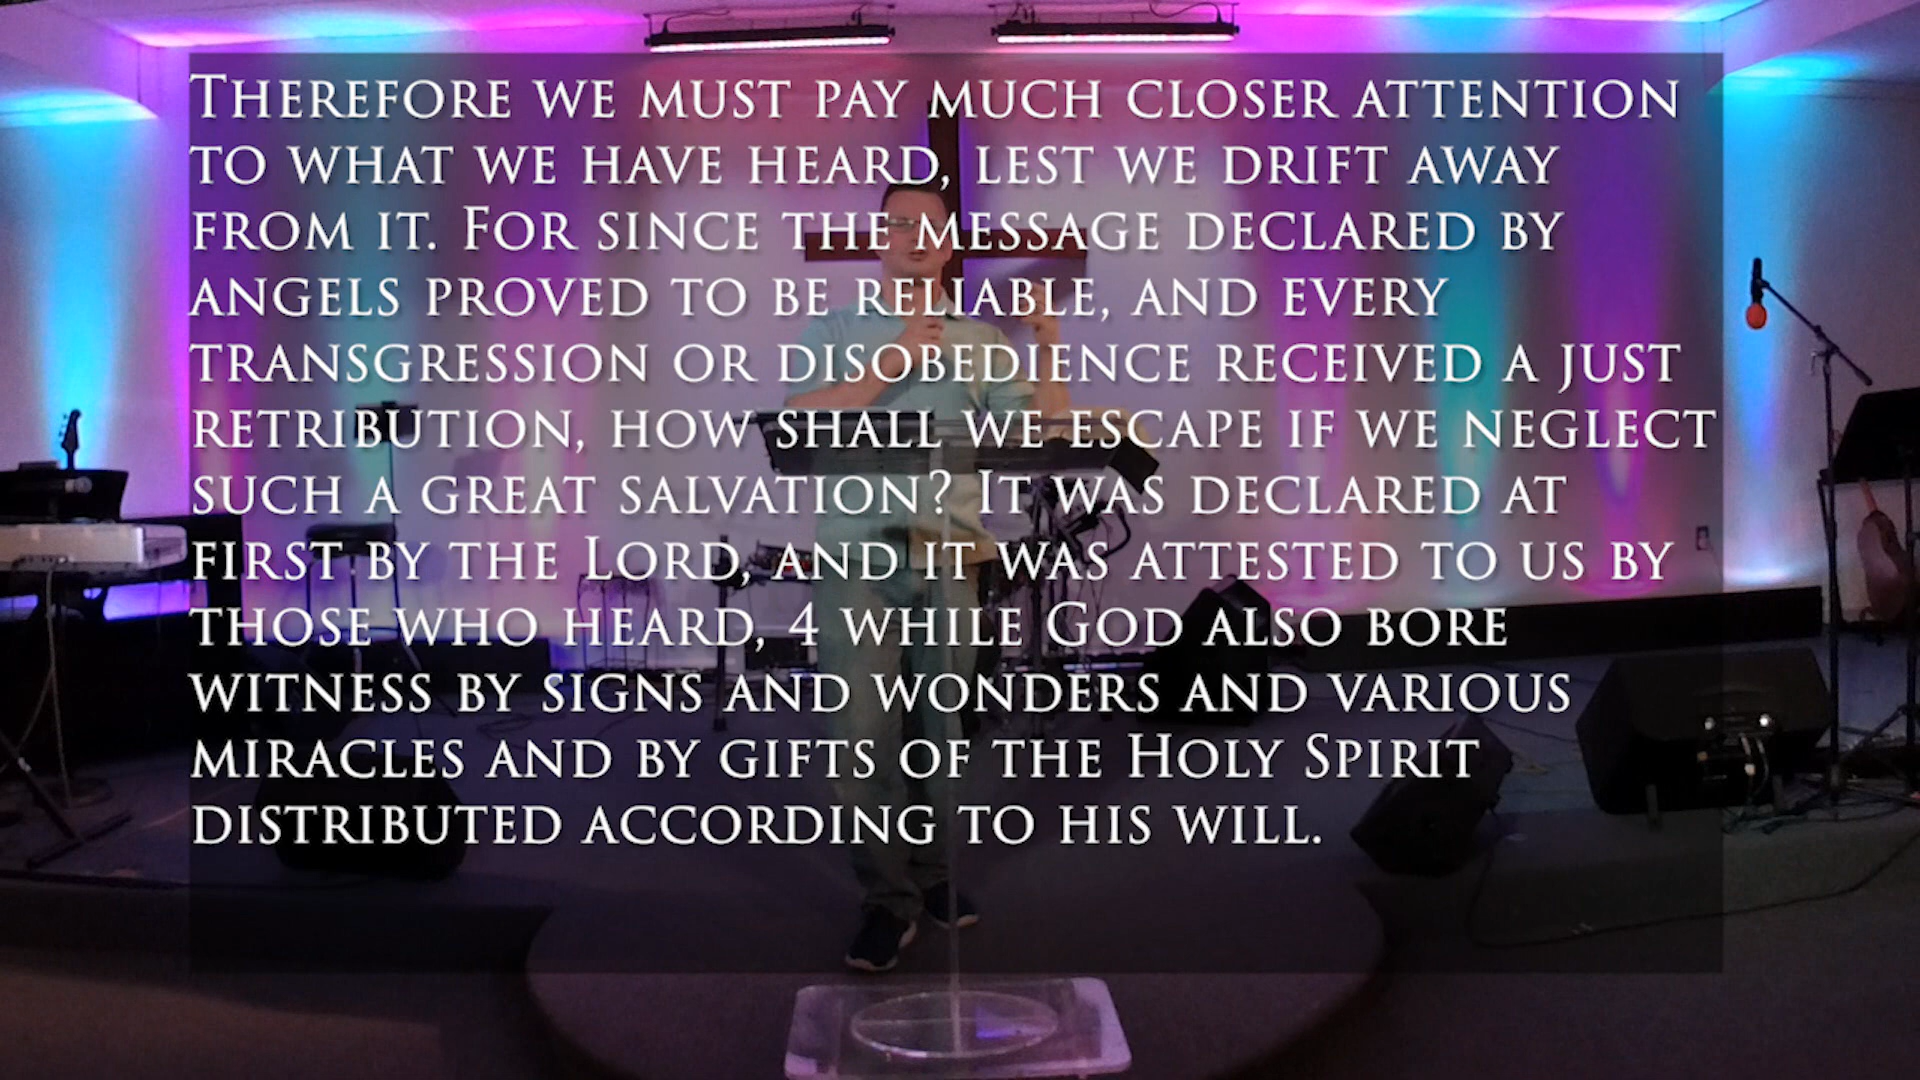 Therefore we must pay much closer attention
to what we have heard, lest we drift away
from it. For since the message declared by
angels proved to be reliable, and every
transgression or disobedience received a just
retribution, how shall we escape if we neglect
such a great salvation? It was declared at
first by the Lord, and it was attested to us by
those who heard, 4 while God also bore
witness by signs and wonders and various
miracles and by gifts of the Holy Spirit
distributed according to his will.